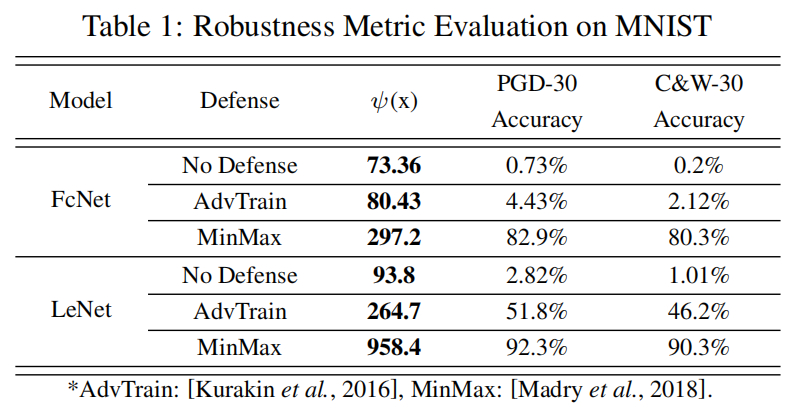 Table 1: Robustness Metric Evaluation on MNIST
Model Defense ψ(x) PGD-30 Accuracy C&W-30 Accuracy
FcNet
No Defense 73.36 0.73% 0.2%
AdvTrain 80.43 4.43% 2.12%
MinMax 297.2 82.9% 80.3%
LeNet
No Defense 93.8 2.82% 1.01%
AdvTrain 264.7 51.8% 46.2%
MinMax 958.4 92.3% 90.3%
*AdvTrain: [Kurakin et al., 2016], MinMax: [Madry et al., 2018].